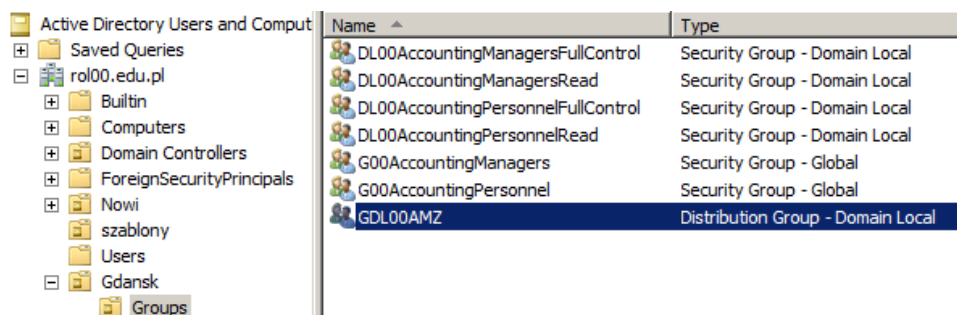 Active Directory Users and Comput
Saved Queries
rol00.edu.pl
Builtin
Computers
Domain Controllers
ForeignSecurityPrincipals
Nowi
szablony
Users
Gdansk
Groups
Name Type
DL00AccountingManagersFullControl Security Group - Domain Local
DL00AccountingManagersRead Security Group - Domain Local
DL00AccountingPersonnelFullControl Security Group - Domain Local
DL00AccountingPersonnelRead Security Group - Domain Local
G00AccountingManagers Security Group - Global
G00AccountingPersonnel Security Group - Global
GDL00AMZ Distribution Group - Domain Local